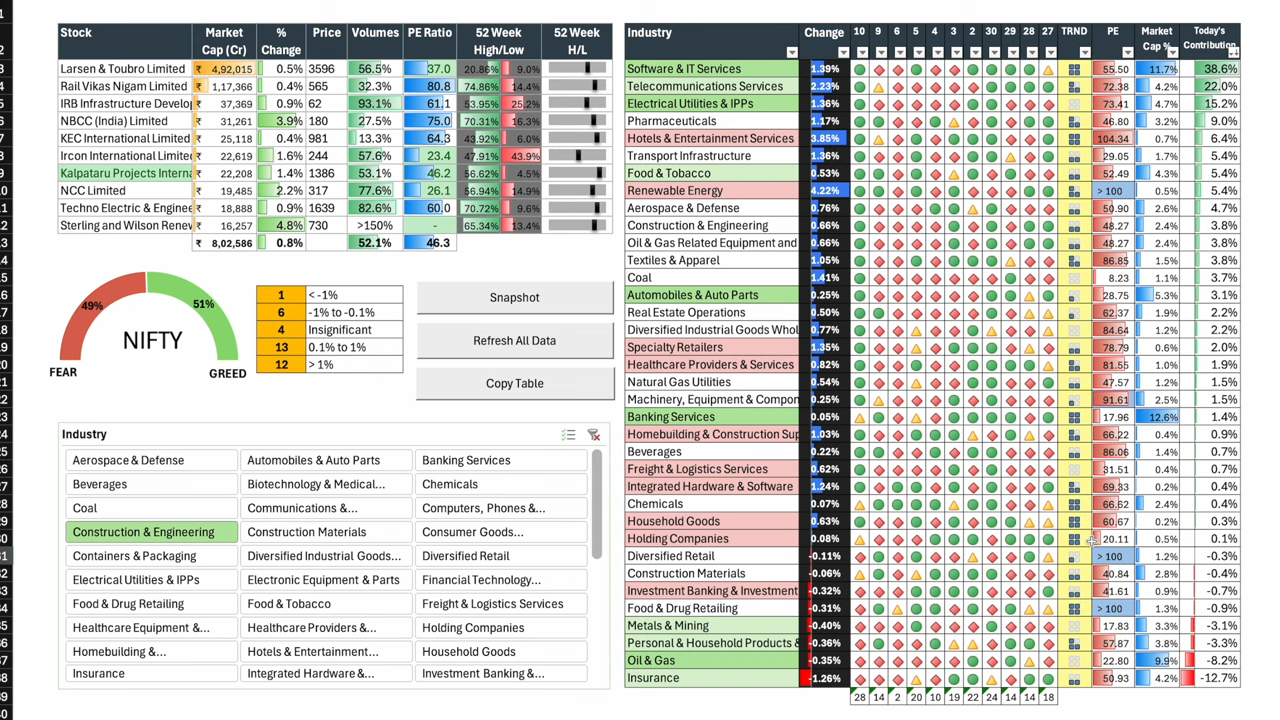 Stock Market Cap (Cr) % Change Price Volumes PE Ratio 52 Week High/Low 52 Week H/L
Larsen & Toubro Limited ₹ 4,92,015 0.5% 3596 56.5% 37.0 20.86% 9.0%
Rail Vikas Nigam Limited ₹ 1,17,366 0.4% 565 32.3% 80.8 74.86% 14.4%
IRB Infrastructure Develo ₹ 37,369 0.9% 62 93.1% 61.1 53.95% 25.2%
NBCC (India) Limited ₹ 31,261 3.9% 180 27.5% 75.0 70.31% 16.3%
KEC International Limited ₹ 25,118 0.4% 981 13.3% 64.3 43.92% 6.0%
Ircon International Limited ₹ 22,619 1.6% 244 57.6% 23.4 47.91% 43.9%
Kalpataru Projects Interna ₹ 22,208 1.4% 1386 53.1% 46.2 56.62% 4.5%
NCC Limited ₹ 19,485 2.2% 317 77.6% 26.1 56.94% 14.9%
Techno Electric & Enginee ₹ 18,888 0.9% 1639 82.6% 60.0 70.72% 9.6%
Sterling and Wilson Renew ₹ 16,257 4.8% 730 >150% - 65.34% 13.4%
₹ 8,02,586 0.8% 52.1% 46.3
49% 51%
NIFTY
FEAR GREED
1 < -1%
6 -1% to -0.1%
4 Insignificant
13 0.1% to 1%
12 > 1%
Snapshot
Refresh All Data
Copy Table
Industry
Aerospace & Defense Automobiles & Auto Parts Banking Services
Beverages Biotechnology & Medical... Chemicals
Coal Communications &... Computers, Phones &...
Construction & Engineering Construction Materials Consumer Goods...
Containers & Packaging Diversified Industrial Goods... Diversified Retail
Electrical Utilities & IPPs Electronic Equipment & Parts Financial Technology...
Food & Drug Retailing Food & Tobacco Freight & Logistics Services
Healthcare Equipment &... Healthcare Providers &... Holding Companies
Homebuilding &... Hotels & Entertainment... Household Goods
Insurance Integrated Hardware &... Investment Banking &...
Industry Change 10 9 6 5 4 3 2 30 29 28 27 TRND PE Market Cap % Today's Contribution
Software & IT Services 1.39% 55.50 11.7% 38.6%
Telecommunications Services 2.23% 72.38 4.2% 22.0%
Electrical Utilities & IPPs 1.36% 73.41 4.7% 15.2%
Pharmaceuticals 1.17% 46.80 3.2% 9.0%
Hotels & Entertainment Services 3.85% 104.34 0.7% 6.4%
Transport Infrastructure 1.36% 29.05 1.7% 5.4%
Food & Tobacco 0.53% 52.49 4.3% 5.4%
Renewable Energy 4.22% > 100 0.5% 5.4%
Aerospace & Defense 0.76% 50.90 2.6% 4.7%
Construction & Engineering 0.66% 48.27 2.4% 3.8%
Oil & Gas Related Equipment and 0.66% 48.27 2.4% 3.8%
Textiles & Apparel 1.05% 86.85 1.5% 3.8%
Coal 1.41% 8.23 1.1% 3.7%
Automobiles & Auto Parts 0.25% 28.75 5.3% 3.1%
Real Estate Operations 0.50% 62.37 1.9% 2.2%
Diversified Industrial Goods Whol 0.77% 84.64 1.2% 2.2%
Specialty Retailers 1.35% 78.79 0.6% 2.0%
Healthcare Providers & Services 0.82% 81.55 1.0% 1.9%
Natural Gas Utilities 0.54% 47.57 1.2% 1.5%
Machinery, Equipment & Compon 0.25% 91.61 2.5% 1.5%
Banking Services 0.05% 17.96 12.6% 1.4%
Homebuilding & Construction Sup 1.03% 66.22 0.4% 0.9%
Beverages 0.22% 86.06 1.4% 0.7%
Freight & Logistics Services 0.62% 31.51 0.4% 0.7%
Integrated Hardware & Software 1.24% 69.33 0.2% 0.4%
Chemicals 0.07% 66.62 2.4% 0.4%
Household Goods 0.63% 60.67 0.2% 0.3%
Holding Companies 0.08% 20.11 0.5% 0.1%
Diversified Retail -0.11% > 100 1.2% -0.3%
Construction Materials -0.06% 40.84 2.8% -0.4%
Investment Banking & Investment -0.32% 41.61 0.9% -0.7%
Food & Drug Retailing -0.31% > 100 1.3% -0.9%
Metals & Mining -0.40% 17.83 3.3% -3.1%
Personal & Household Products & -0.36% 57.87 3.8% -3.3%
Oil & Gas -0.35% 22.80 9.9% -8.2%
Insurance -1.26% 50.93 4.2% -12.7%
28 14 2 20 10 19 22 24 14 14 18